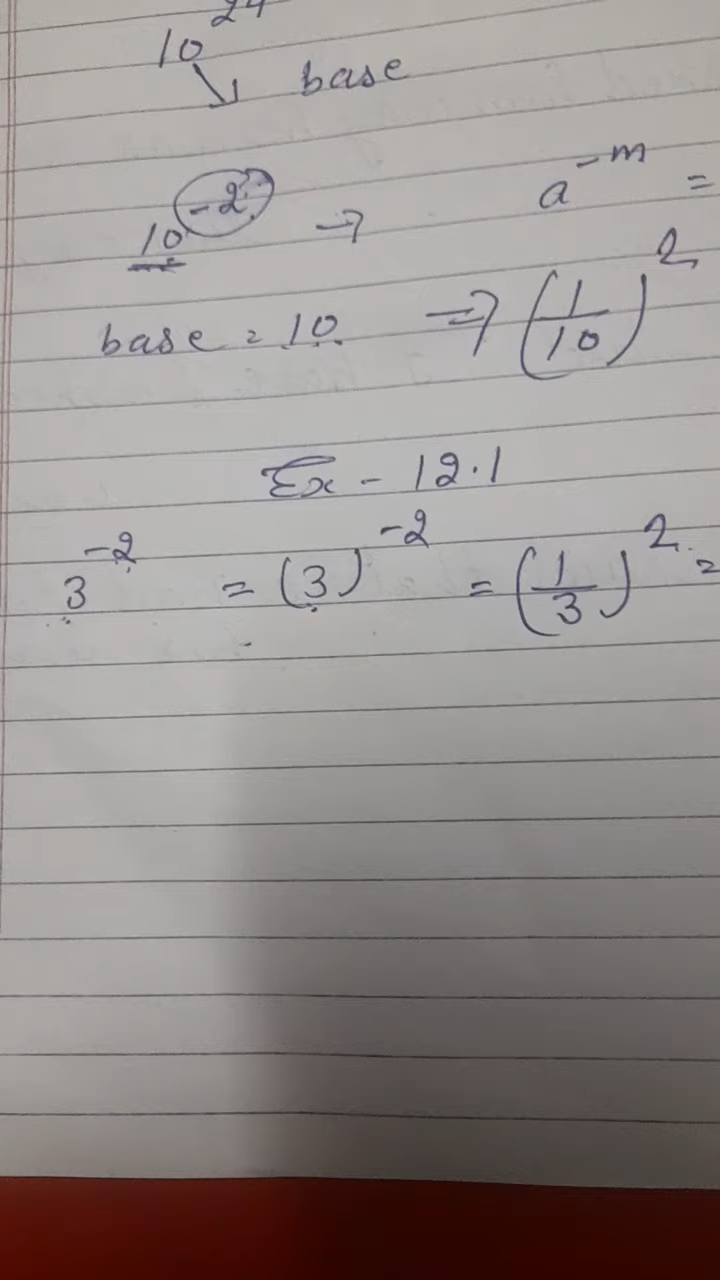 10^24
base
10^-2 → a^-m =
base = 10 ⇒ (1/10)^2
Ex - 12.1
3^-2 = (3)^-2 = (1/3)^2 =